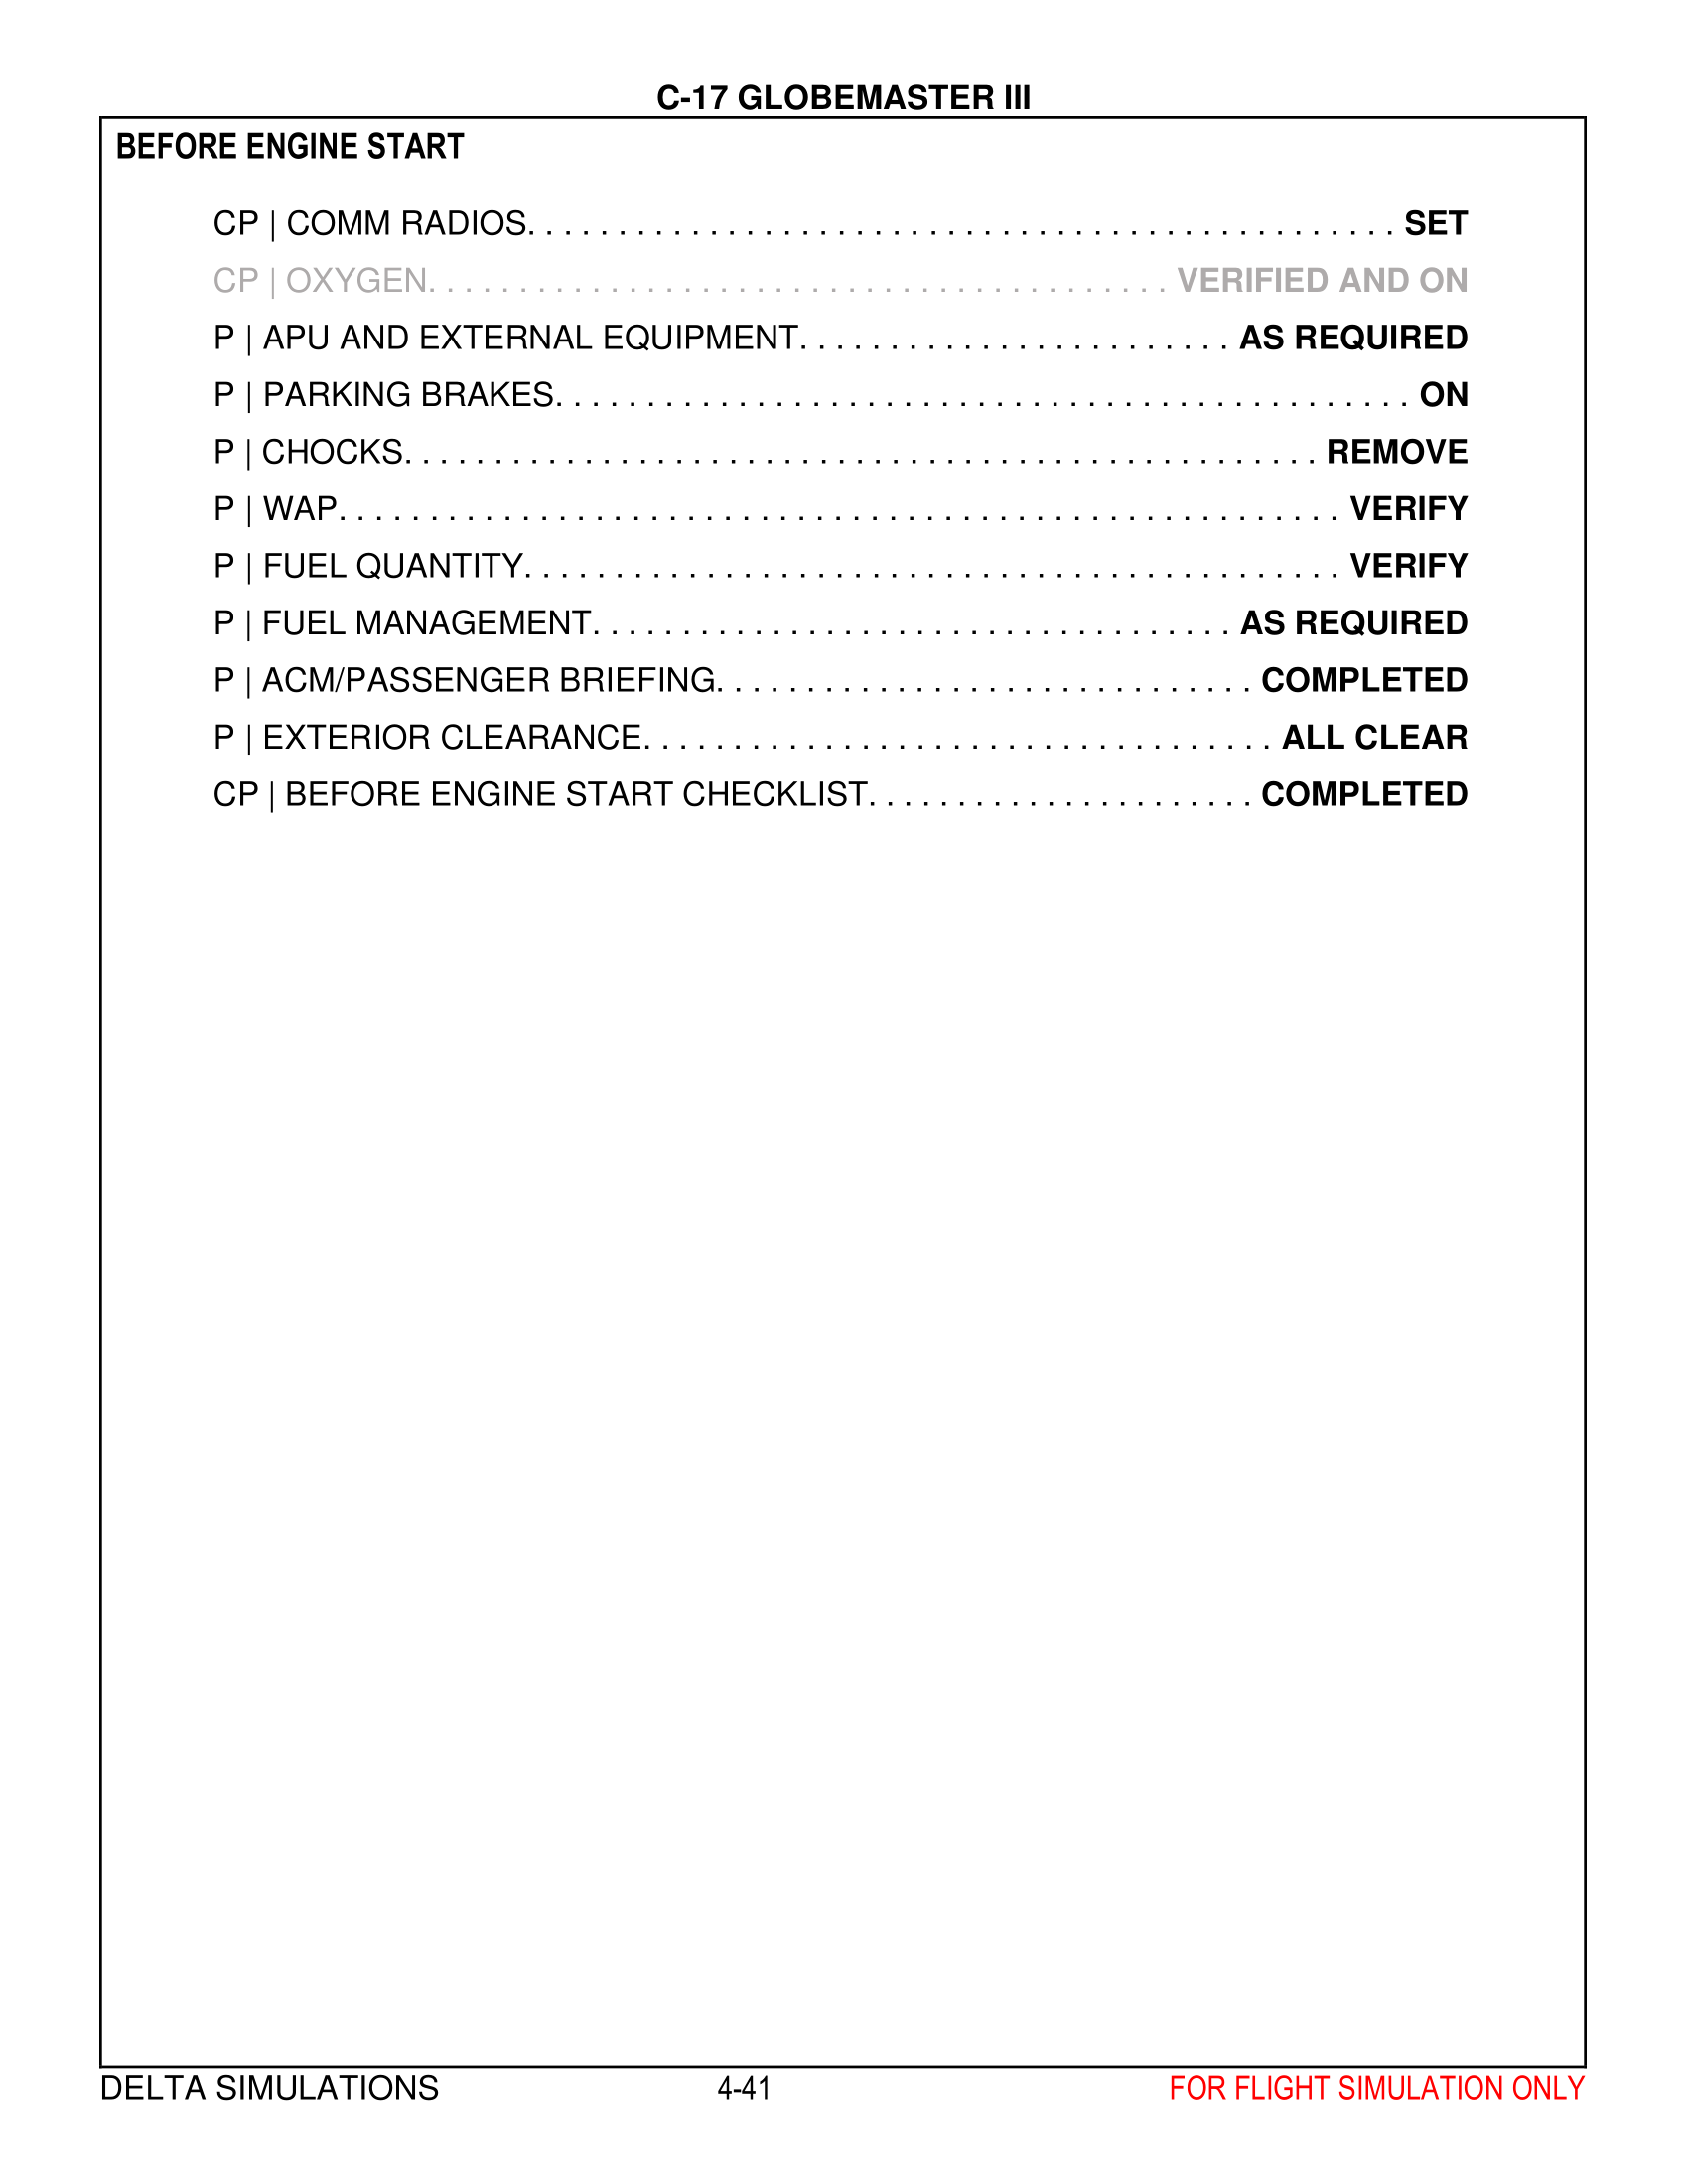 C-17 GLOBEMASTER III
BEFORE ENGINE START
CP | COMM RADIOS. . . . . . . . . . . . . . . . . . . . . . . . . . . . . . . . . . . . . . . . . . . . . . . . SET
CP | OXYGEN. . . . . . . . . . . . . . . . . . . . . . . . . . . . . . . . . . . . . . . . . VERIFIED AND ON
P | APU AND EXTERNAL EQUIPMENT. . . . . . . . . . . . . . . . . . . . . . . . AS REQUIRED
P | PARKING BRAKES. . . . . . . . . . . . . . . . . . . . . . . . . . . . . . . . . . . . . . . . . . . . . . . ON
P | CHOCKS. . . . . . . . . . . . . . . . . . . . . . . . . . . . . . . . . . . . . . . . . . . . . . . . . . . REMOVE
P | WAP. . . . . . . . . . . . . . . . . . . . . . . . . . . . . . . . . . . . . . . . . . . . . . . . . . . . . . . VERIFY
P | FUEL QUANTITY. . . . . . . . . . . . . . . . . . . . . . . . . . . . . . . . . . . . . . . . . . . . . VERIFY
P | FUEL MANAGEMENT. . . . . . . . . . . . . . . . . . . . . . . . . . . . . . . . . . . . AS REQUIRED
P | ACM/PASSENGER BRIEFING. . . . . . . . . . . . . . . . . . . . . . . . . . . . . . COMPLETED
P | EXTERIOR CLEARANCE. . . . . . . . . . . . . . . . . . . . . . . . . . . . . . . . . . . ALL CLEAR
CP | BEFORE ENGINE START CHECKLIST. . . . . . . . . . . . . . . . . . . . . . COMPLETED
DELTA SIMULATIONS 4-41 FOR FLIGHT SIMULATION ONLY